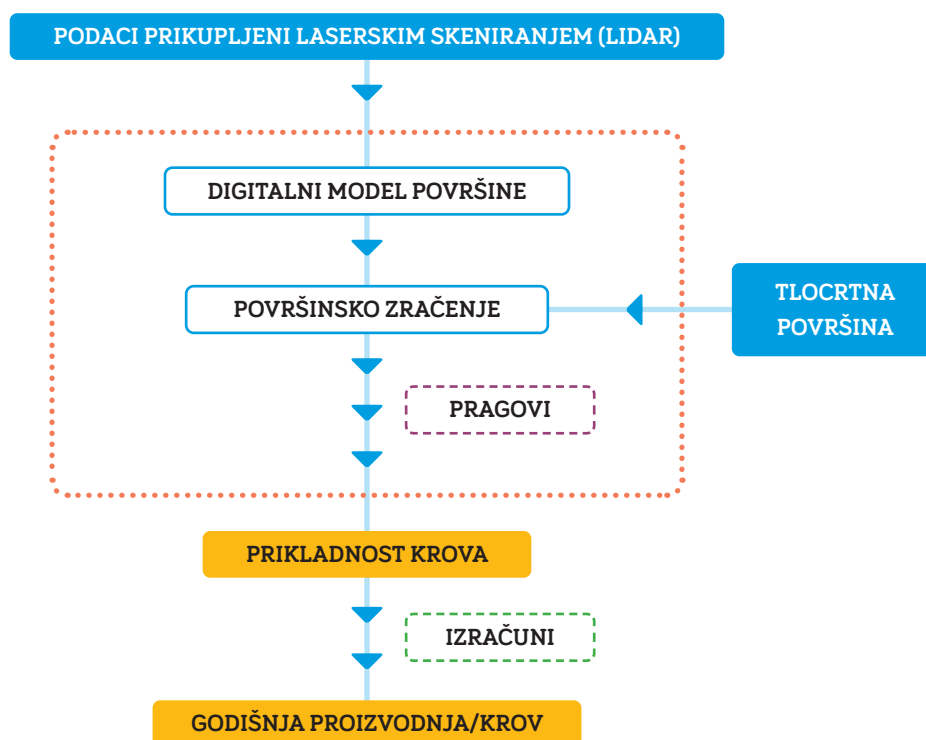 PODACI PRIKUPLJENI LASERSKIM SKENIRANJEM (LIDAR)
DIGITALNI MODEL POVRŠINE
POVRŠINSKO ZRAČENJE
TLOCRTNA
POVRŠINA
PRAGOVI
PRIKLADNOST KROVA
IZRAČUNI
GODIŠNJA PROIZVODNJA/KROV